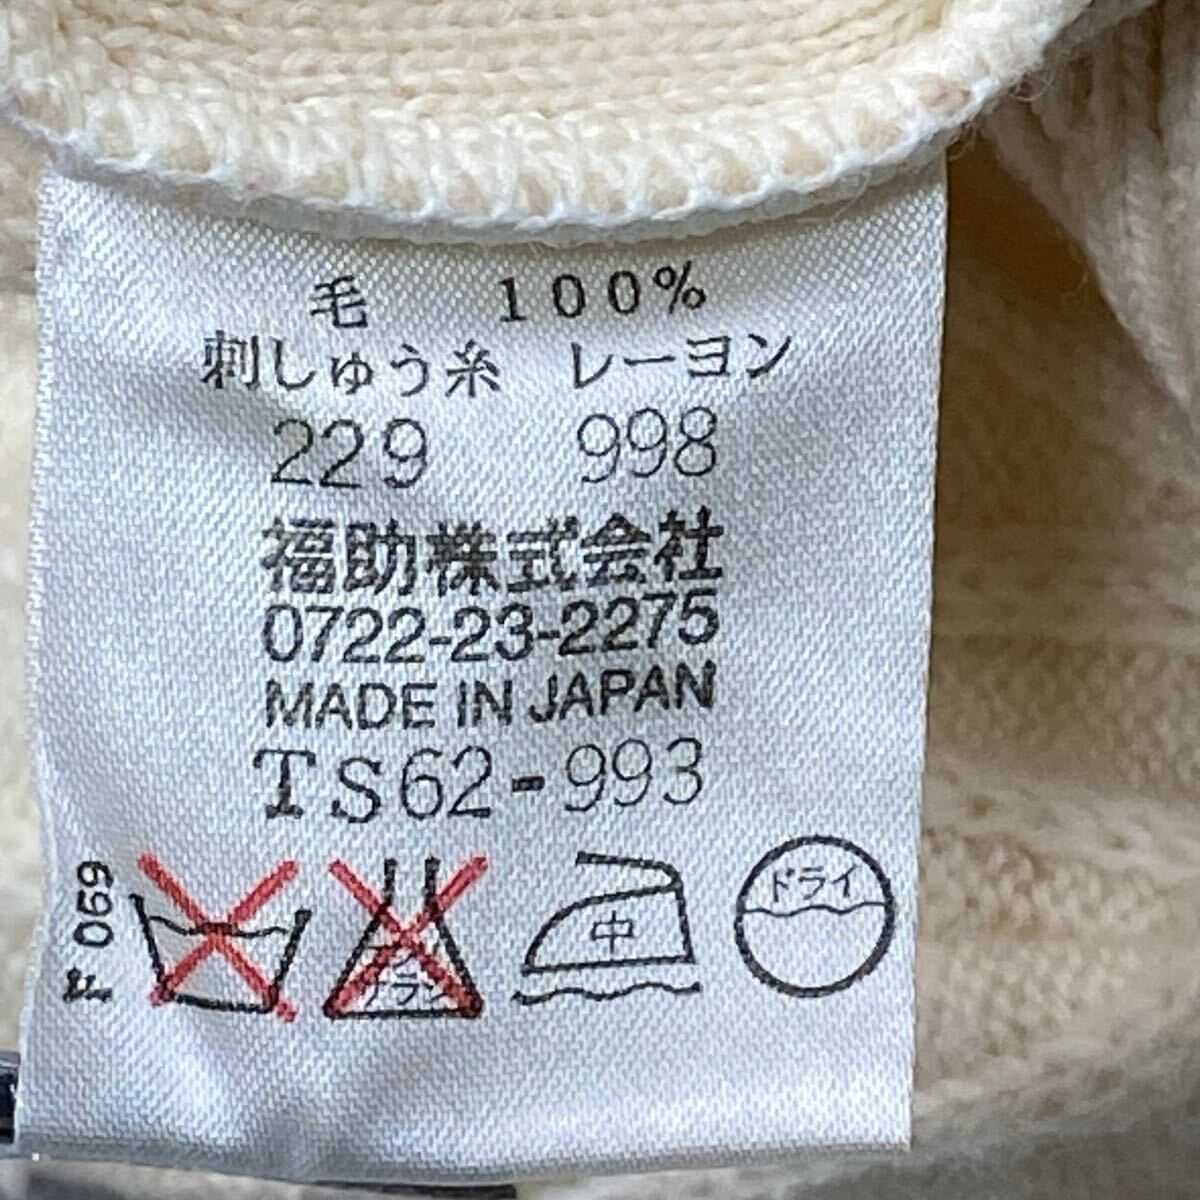 毛 100%
刺しゅう糸 レーヨン
229 998
福助株式会社
0722-23-2275
MADE IN JAPAN
TS62-993
F 069
中
ドライ